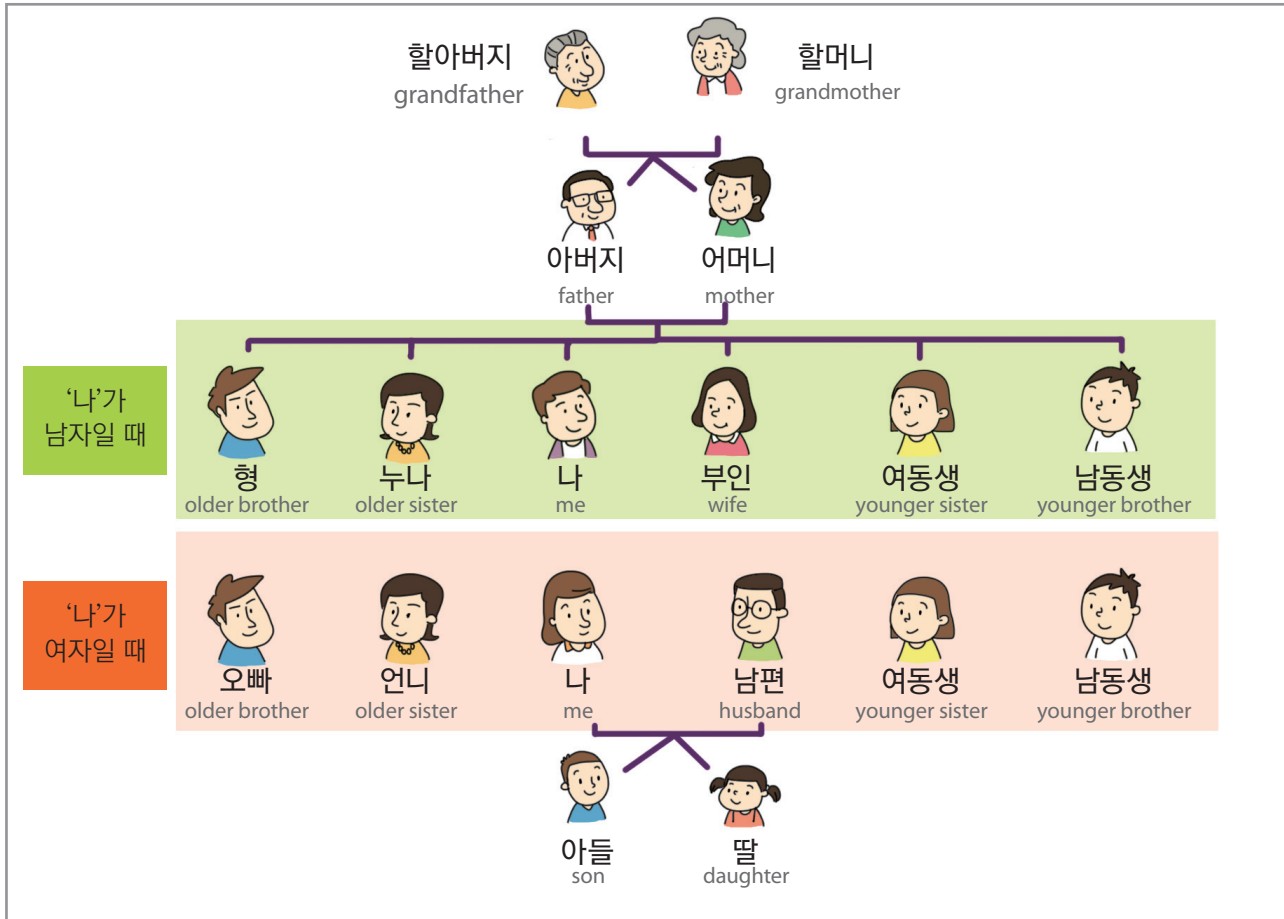 할아버지
grandfather
할머니
grandmother
아버지
father
어머니
mother
‘나’가
남자일 때
형
older brother
누나
older sister
나
me
부인
wife
여동생
younger sister
남동생
younger brother
‘나’가
여자일 때
오빠
older brother
언니
older sister
나
me
남편
husband
여동생
younger sister
남동생
younger brother
아들
son
딸
daughter